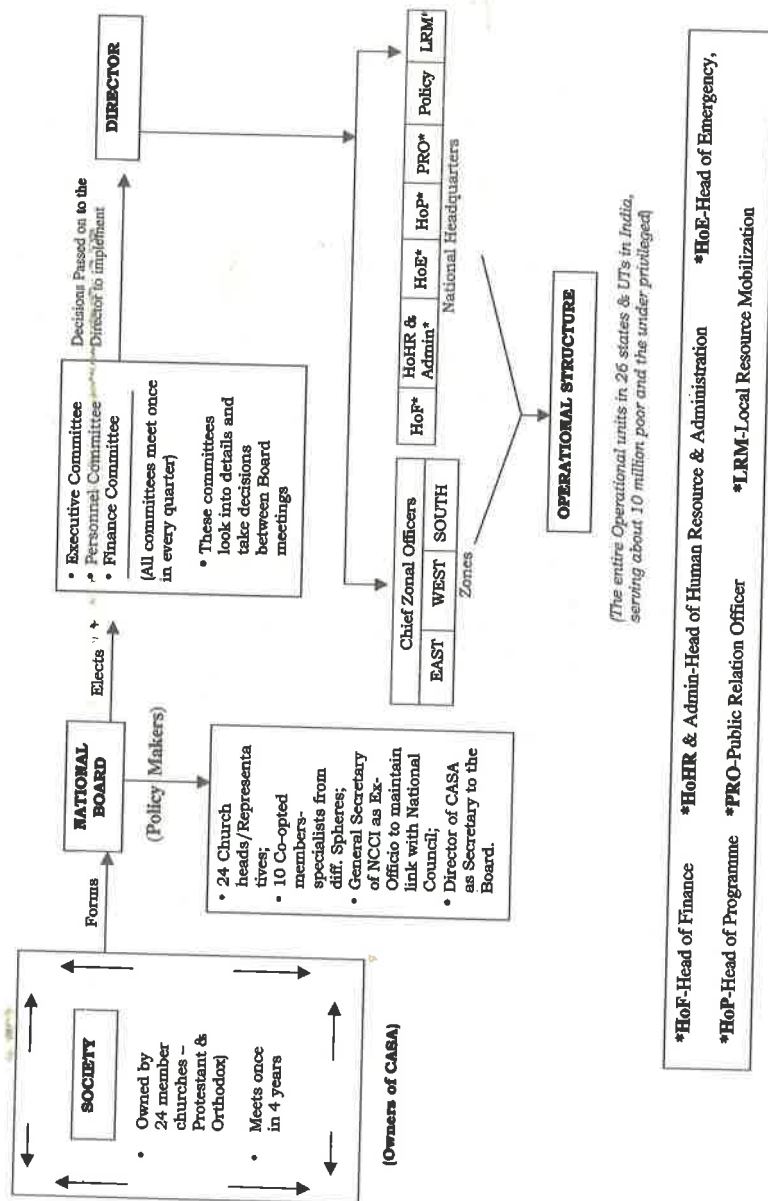 SOCIETY
• Owned by
24 member
churches –
Protestant &
Orthodox)
• Meets once
in 4 years
(Owners of CASA)
Forms
NATIONAL
BOARD
(Policy Makers)
• 24 Church
heads/Representa
tives;
• 10 Co-opted
members-
specialists from
diff. Spheres;
• General Secretary
of NCCI as Ex-
Officio to maintain
link with National
Council;
• Director of CASA
as Secretary to the
Board.
Elects
• Executive Committee
• Personnel Committee
• Finance Committee
(All committees meet once
in every quarter)
• These committees
look into details and
take decisions
between Board
meetings
Decisions Passed on to the
Director to implement
DIRECTOR
Chief Zonal Officers
EAST WEST SOUTH
Zones
HoF* HoHR & Admin* HoE* HoP* PRO* Policy LRM*
National Headquarters
OPERATIONAL STRUCTURE
(The entire Operational units in 26 states & UTs in India,
serving about 10 million poor and the under privileged)
*HoF-Head of Finance *HoHR & Admin-Head of Human Resource & Administration *HoE-Head of Emergency,
*HoP-Head of Programme *PRO-Public Relation Officer *LRM-Local Resource Mobilization